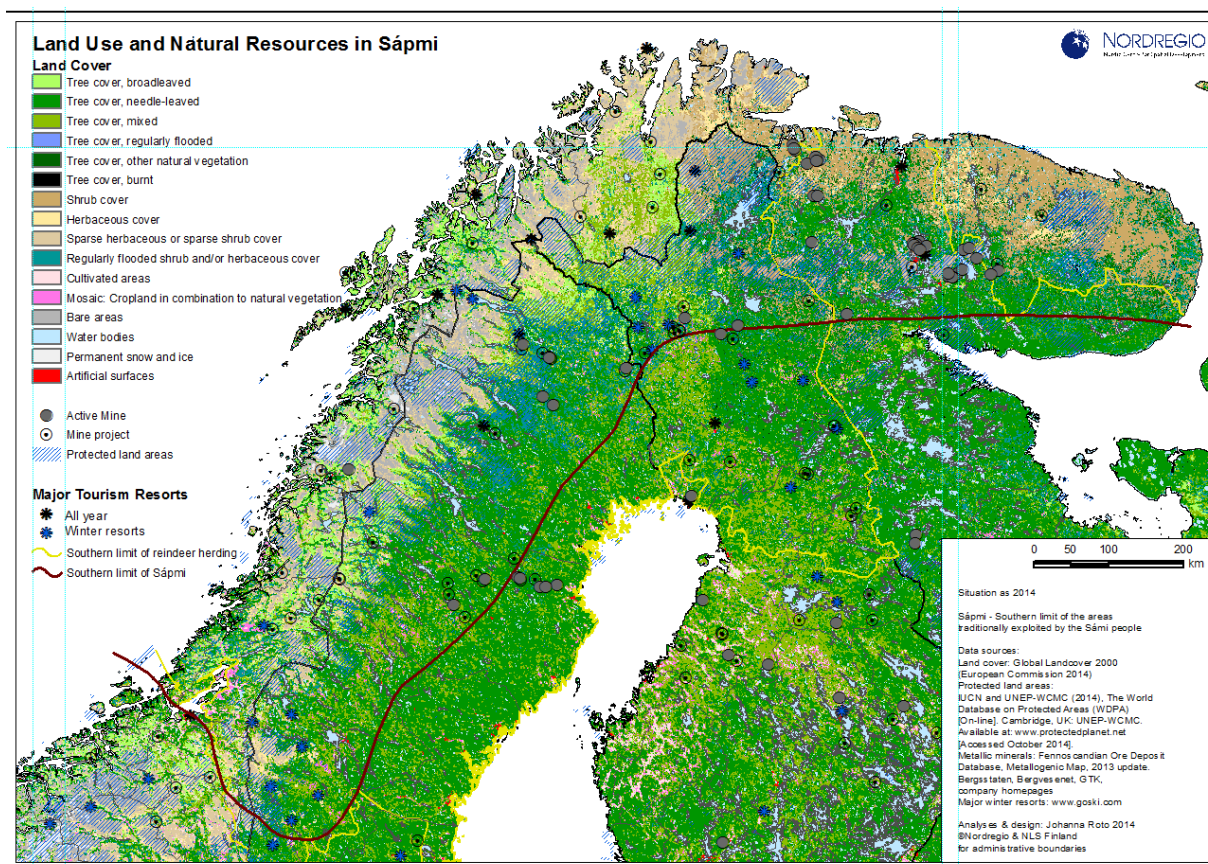 Land Use and Natural Resources in Sápmi
Land Cover
Tree cover, broadleaved
Tree cover, needle-leaved
Tree cover, mixed
Tree cover, regularly flooded
Tree cover, other natural vegetation
Tree cover, burnt
Shrub cover
Herbaceous cover
Sparse herbaceous or sparse shrub cover
Regularly flooded shrub and/or herbaceous cover
Cultivated areas
Mosaic: Cropland in combination to natural vegetation
Bare areas
Water bodies
Permanent snow and ice
Artificial surfaces
Active Mine
Mine project
Protected land areas
Major Tourism Resorts
All year
Winter resorts
Southern limit of reindeer herding
Southern limit of Sápmi
NORDREGIO
0 50 100 200
km
Situation as 2014
Sápmi - Southern limit of the areas
traditionally exploited by the Sámi people
Data sources:
Land cover: Global Landcover 2000
(European Commission 2014)
Protected land areas:
IUCN and UNEP-WCMC (2014), The World
Database on Protected Areas (WDPA)
[On-line]. Cambridge, UK: UNEP-WCMC.
Available at: www.protectedplanet.net
[Accessed October 2014].
Metallic minerals: Fennoscandian Ore Deposit
Database, Metallogenic Map, 2013 update.
Bergsstaten, Bergvesenet, GTK,
company homepages
Major winter resorts: www.goski.com
Analyses & design: Johanna Roto 2014
©Nordregio & NLS Finland
for administrative boundaries